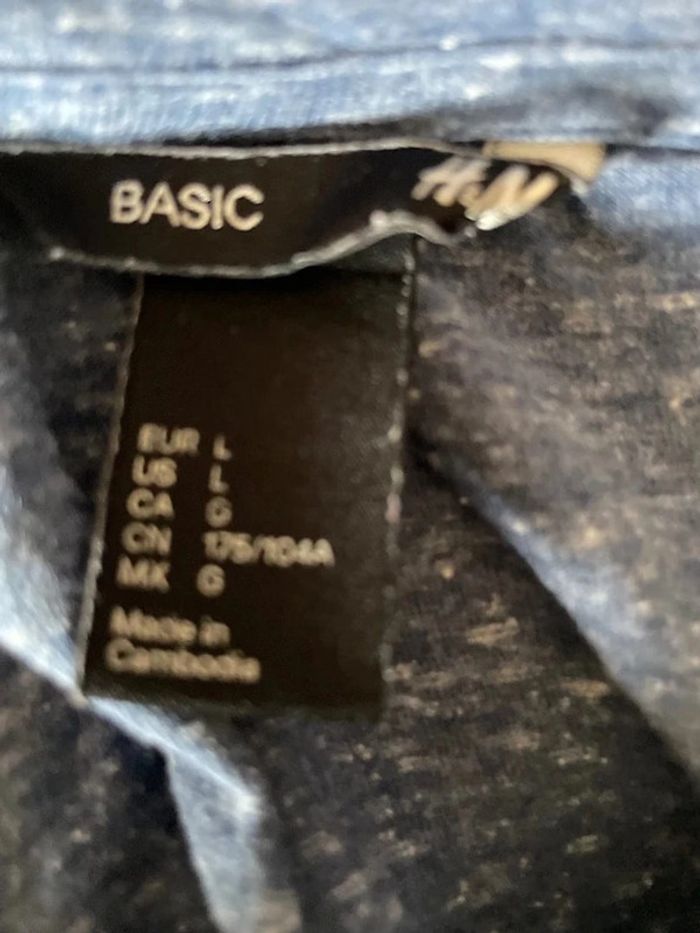 BASIC
H&M
EUR L
US L
CA G
CN 175/104A
MX G
Made in
Cambodia